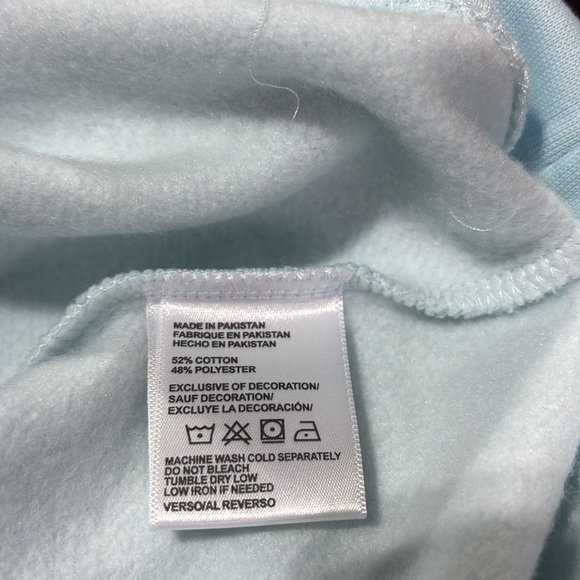 MADE IN PAKISTAN
FABRIQUE EN PAKISTAN
HECHO EN PAKISTAN
52% COTTON
48% POLYESTER
EXCLUSIVE OF DECORATION/
SAUF DECORATION/
EXCLUYE LA DECORACIÓN/
MACHINE WASH COLD SEPARATELY
DO NOT BLEACH
TUMBLE DRY LOW
LOW IRON IF NEEDED
VERSO/AL REVERSO